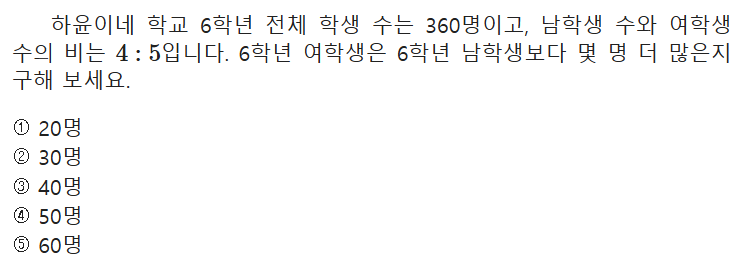 하윤이네 학교 6학년 전체 학생 수는 360명이고, 남학생 수와 여학생
수의 비는 4 : 5입니다. 6학년 여학생은 6학년 남학생보다 몇 명 더 많은지
구해 보세요.
① 20명
② 30명
③ 40명
④ 50명
⑤ 60명